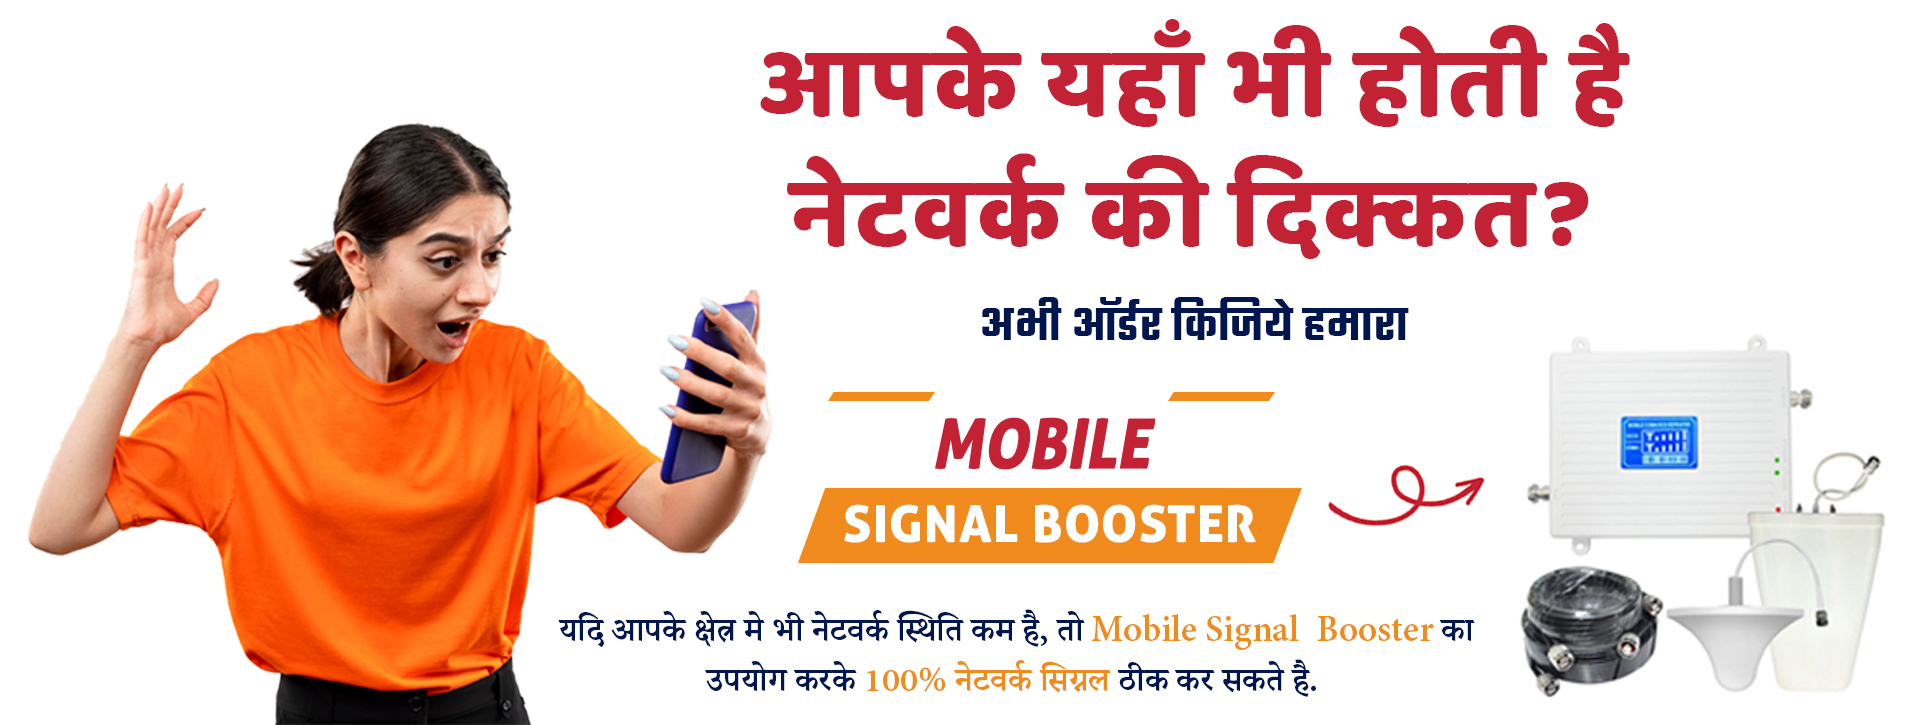 आपके यहाँ भी होती है
नेटवर्क की दिक्कत?
अभी ऑर्डर किजिये हमारा
MOBILE
SIGNAL BOOSTER
यदि आपके क्षेत्र मे भी नेटवर्क स्थिति कम है, तो Mobile Signal Booster का
उपयोग करके 100% नेटवर्क सिग्नल ठीक कर सकते है.